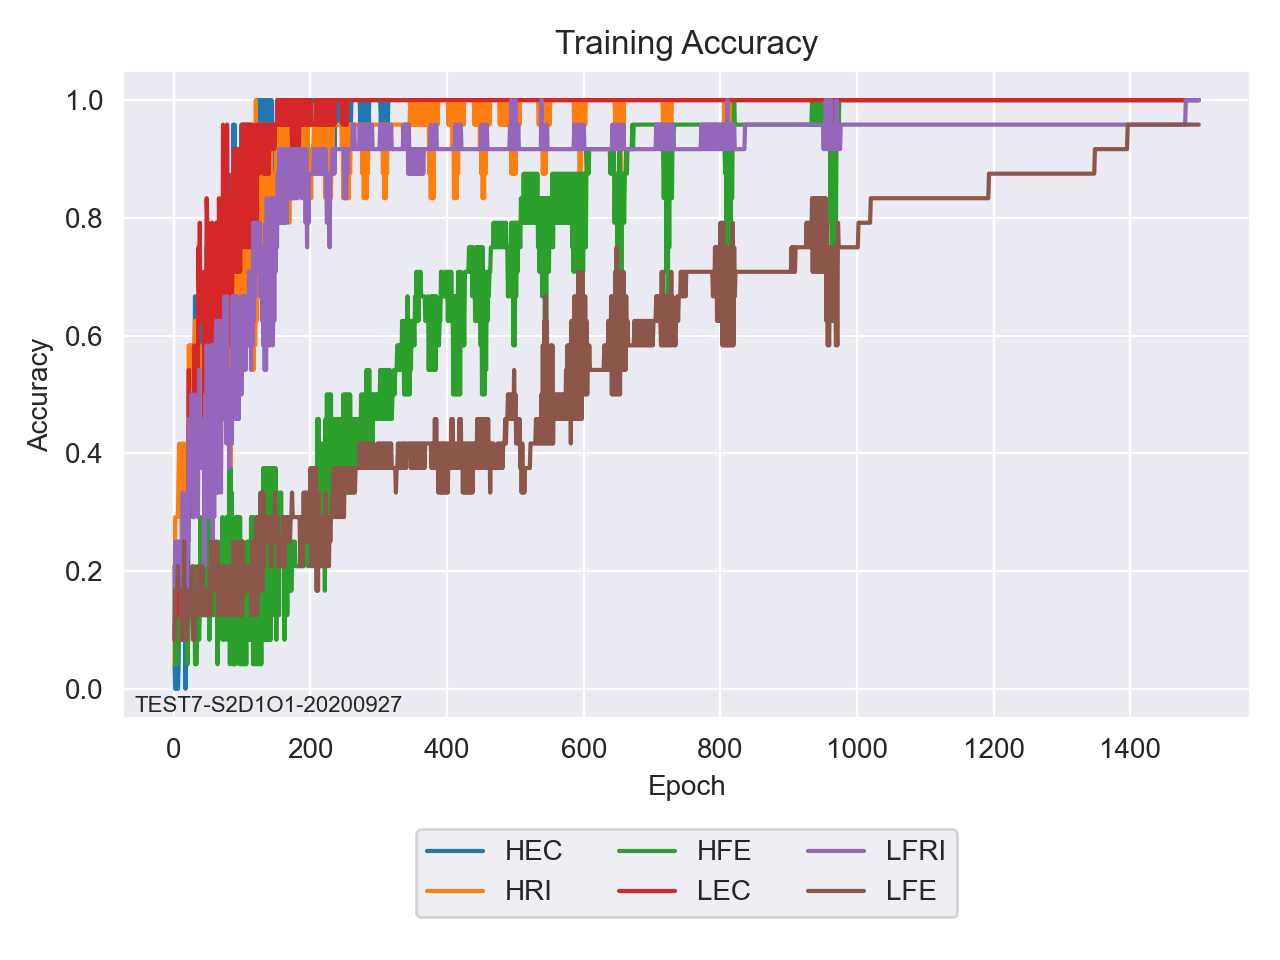 Training Accuracy
1.0
0.8
0.6
0.4
0.2
0.0
Accuracy
TEST7-S2D1O1-20200927
0 200 400 600 800 1000 1200 1400
Epoch
HEC HFE LFRI
HRI LEC LFE